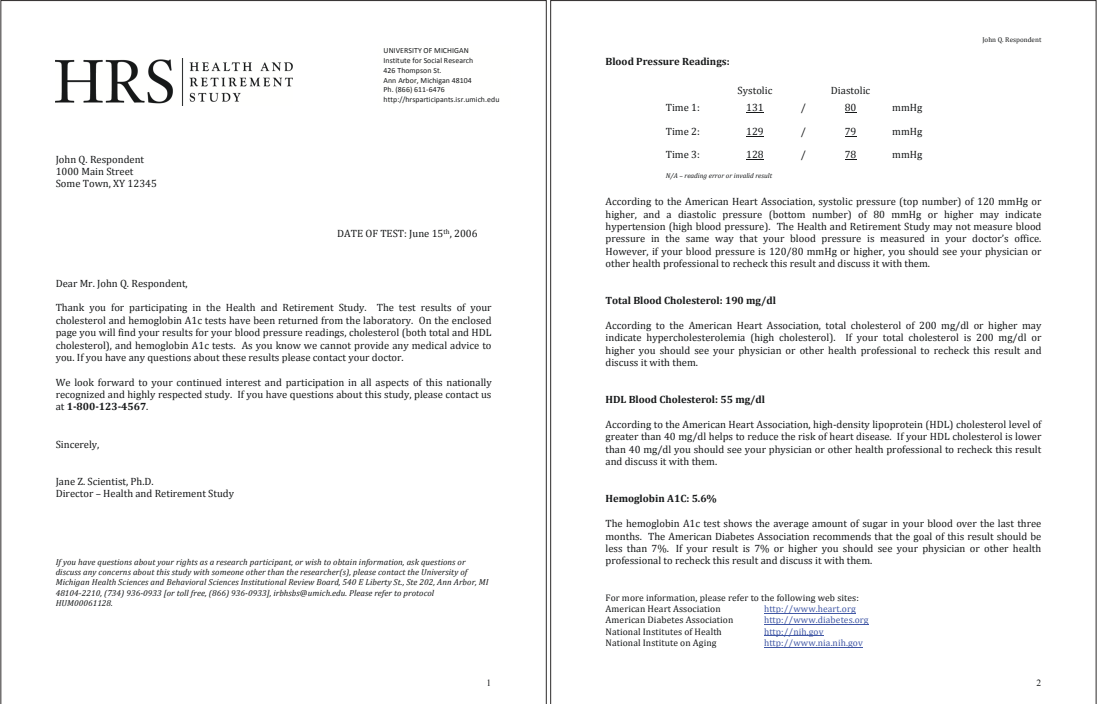 HRS HEALTH AND
RETIREMENT
STUDY
UNIVERSITY OF MICHIGAN
Institute for Social Research
426 Thompson St.
Ann Arbor, Michigan 48104
Ph. (866) 611-6476
http://hrsparticipants.isr.umich.edu
John Q. Respondent
1000 Main Street
Some Town, XY 12345
DATE OF TEST: June 15th, 2006
Dear Mr. John Q. Respondent,
Thank you for participating in the Health and Retirement Study. The test results of your
cholesterol and hemoglobin A1c tests have been returned from the laboratory. On the enclosed
page you will find your results for your blood pressure readings, cholesterol (both total and HDL
cholesterol), and hemoglobin A1c tests. As you know we cannot provide any medical advice to
you. If you have any questions about these results please contact your doctor.
We look forward to your continued interest and participation in all aspects of this nationally
recognized and highly respected study. If you have questions about this study, please contact us
at 1-800-123-4567.
Sincerely,
Jane Z. Scientist, Ph.D.
Director – Health and Retirement Study
If you have questions about your rights as a research participant, or wish to obtain information, ask questions or
discuss any concerns about this study with someone other than the researcher(s), please contact the University of
Michigan Health Sciences and Behavioral Sciences Institutional Review Board, 540 E Liberty St., Ste 202, Ann Arbor, MI
48104-2210, (734) 936-0933 [or toll free, (866) 936-0933], irbhsbs@umich.edu. Please refer to protocol
HUM00061128.
1
John Q. Respondent
Blood Pressure Readings:
Systolic Diastolic
Time 1: 131 / 80 mmHg
Time 2: 129 / 79 mmHg
Time 3: 128 / 78 mmHg
N/A – reading error or invalid result
According to the American Heart Association, systolic pressure (top number) of 120 mmHg or
higher, and a diastolic pressure (bottom number) of 80 mmHg or higher may indicate
hypertension (high blood pressure). The Health and Retirement Study may not measure blood
pressure in the same way that your blood pressure is measured in your doctor's office.
However, if your blood pressure is 120/80 mmHg or higher, you should see your physician or
other health professional to recheck this result and discuss it with them.
Total Blood Cholesterol: 190 mg/dl
According to the American Heart Association, total cholesterol of 200 mg/dl or higher may
indicate hypercholesterolemia (high cholesterol). If your total cholesterol is 200 mg/dl or
higher you should see your physician or other health professional to recheck this result and
discuss it with them.
HDL Blood Cholesterol: 55 mg/dl
According to the American Heart Association, high-density lipoprotein (HDL) cholesterol level of
greater than 40 mg/dl helps to reduce the risk of heart disease. If your HDL cholesterol is lower
than 40 mg/dl you should see your physician or other health professional to recheck this result
and discuss it with them.
Hemoglobin A1C: 5.6%
The hemoglobin A1c test shows the average amount of sugar in your blood over the last three
months. The American Diabetes Association recommends that the goal of this result should be
less than 7%. If your result is 7% or higher you should see your physician or other health
professional to recheck this result and discuss it with them.
For more information, please refer to the following web sites:
American Heart Association http://www.heart.org
American Diabetes Association http://www.diabetes.org
National Institutes of Health http://nih.gov
National Institute on Aging http://www.nia.nih.gov
2